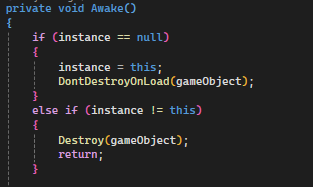 private void Awake()
{
    if (instance == null)
    {
        instance = this;
        DontDestroyOnLoad(gameObject);
    }
    else if (instance != this)
    {
        Destroy(gameObject);
        return;
    }